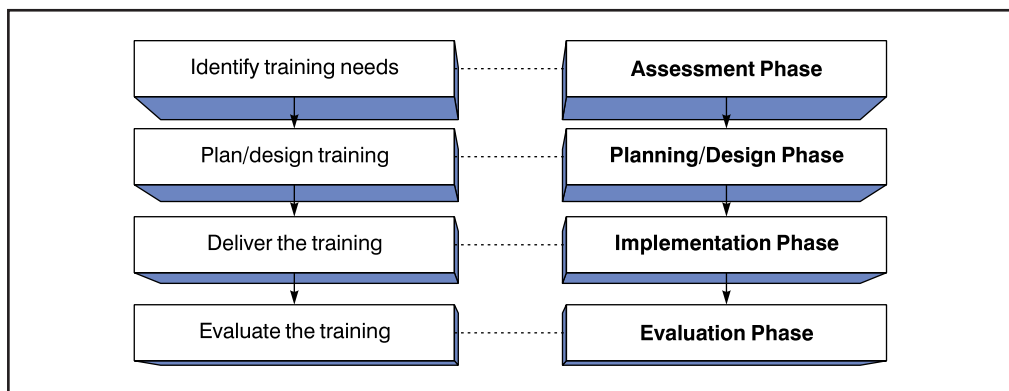 Identify training needs
Assessment Phase
Plan/design training
Planning/Design Phase
Deliver the training
Implementation Phase
Evaluate the training
Evaluation Phase